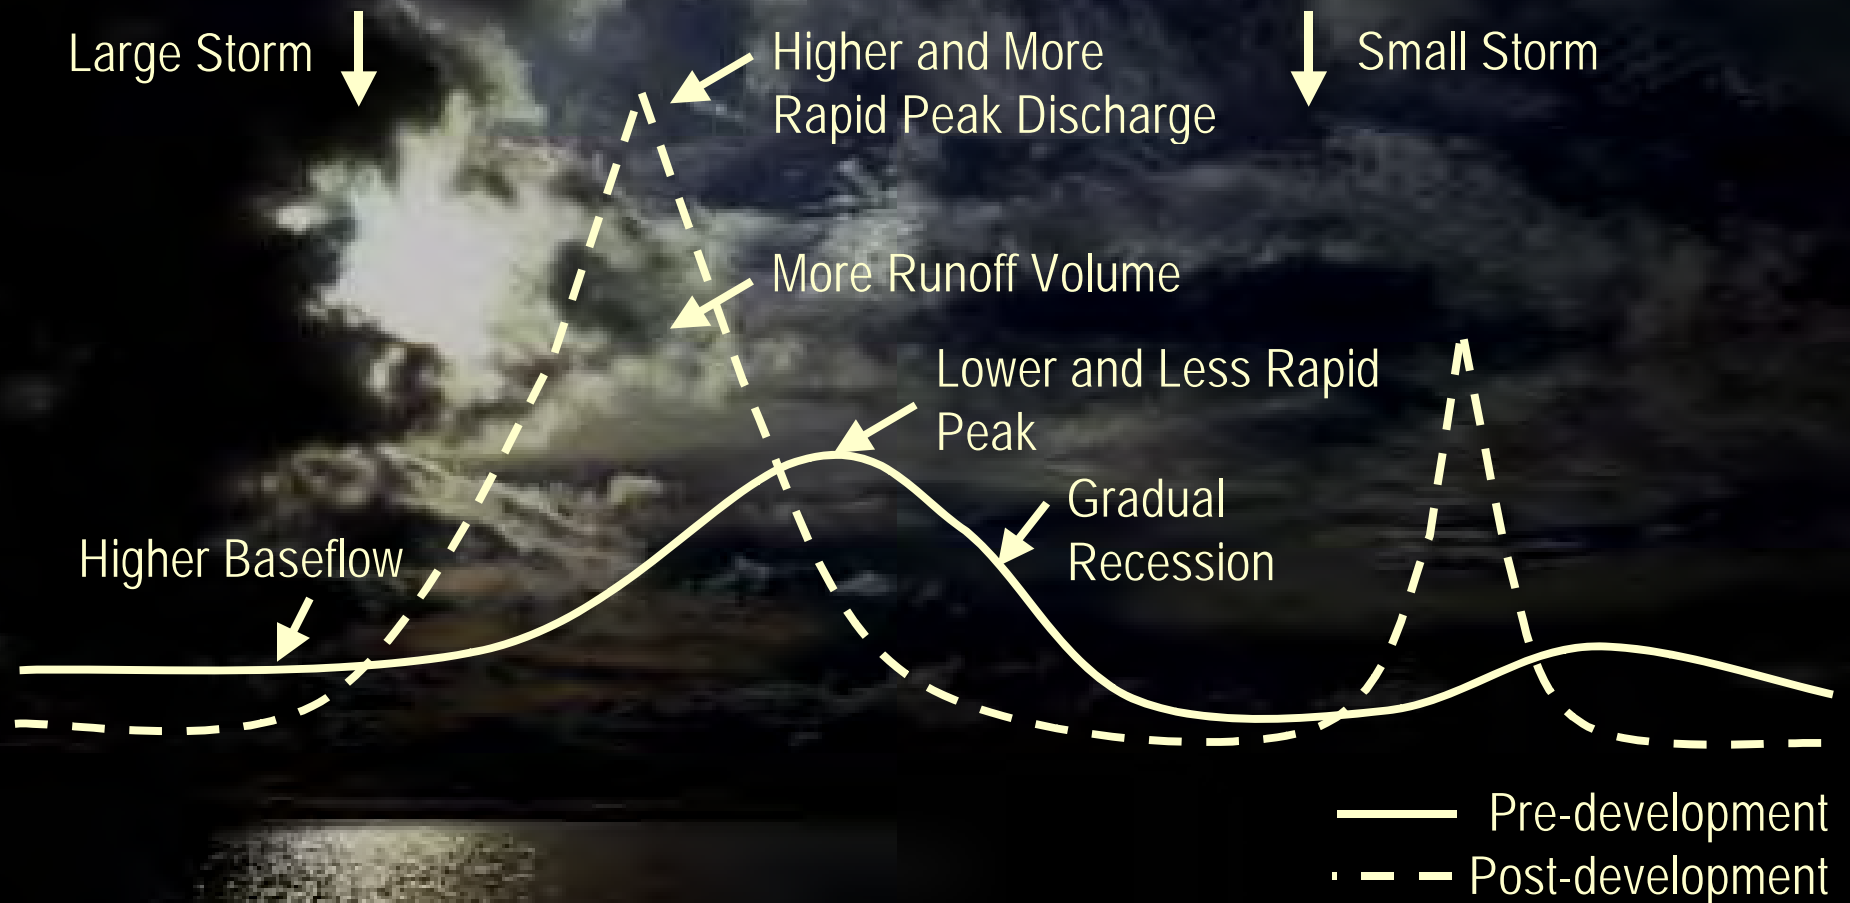 Large Storm
Higher and More
Rapid Peak Discharge
Small Storm
More Runoff Volume
Lower and Less Rapid
Peak
Gradual
Recession
Higher Baseflow
Pre-development
Post-development